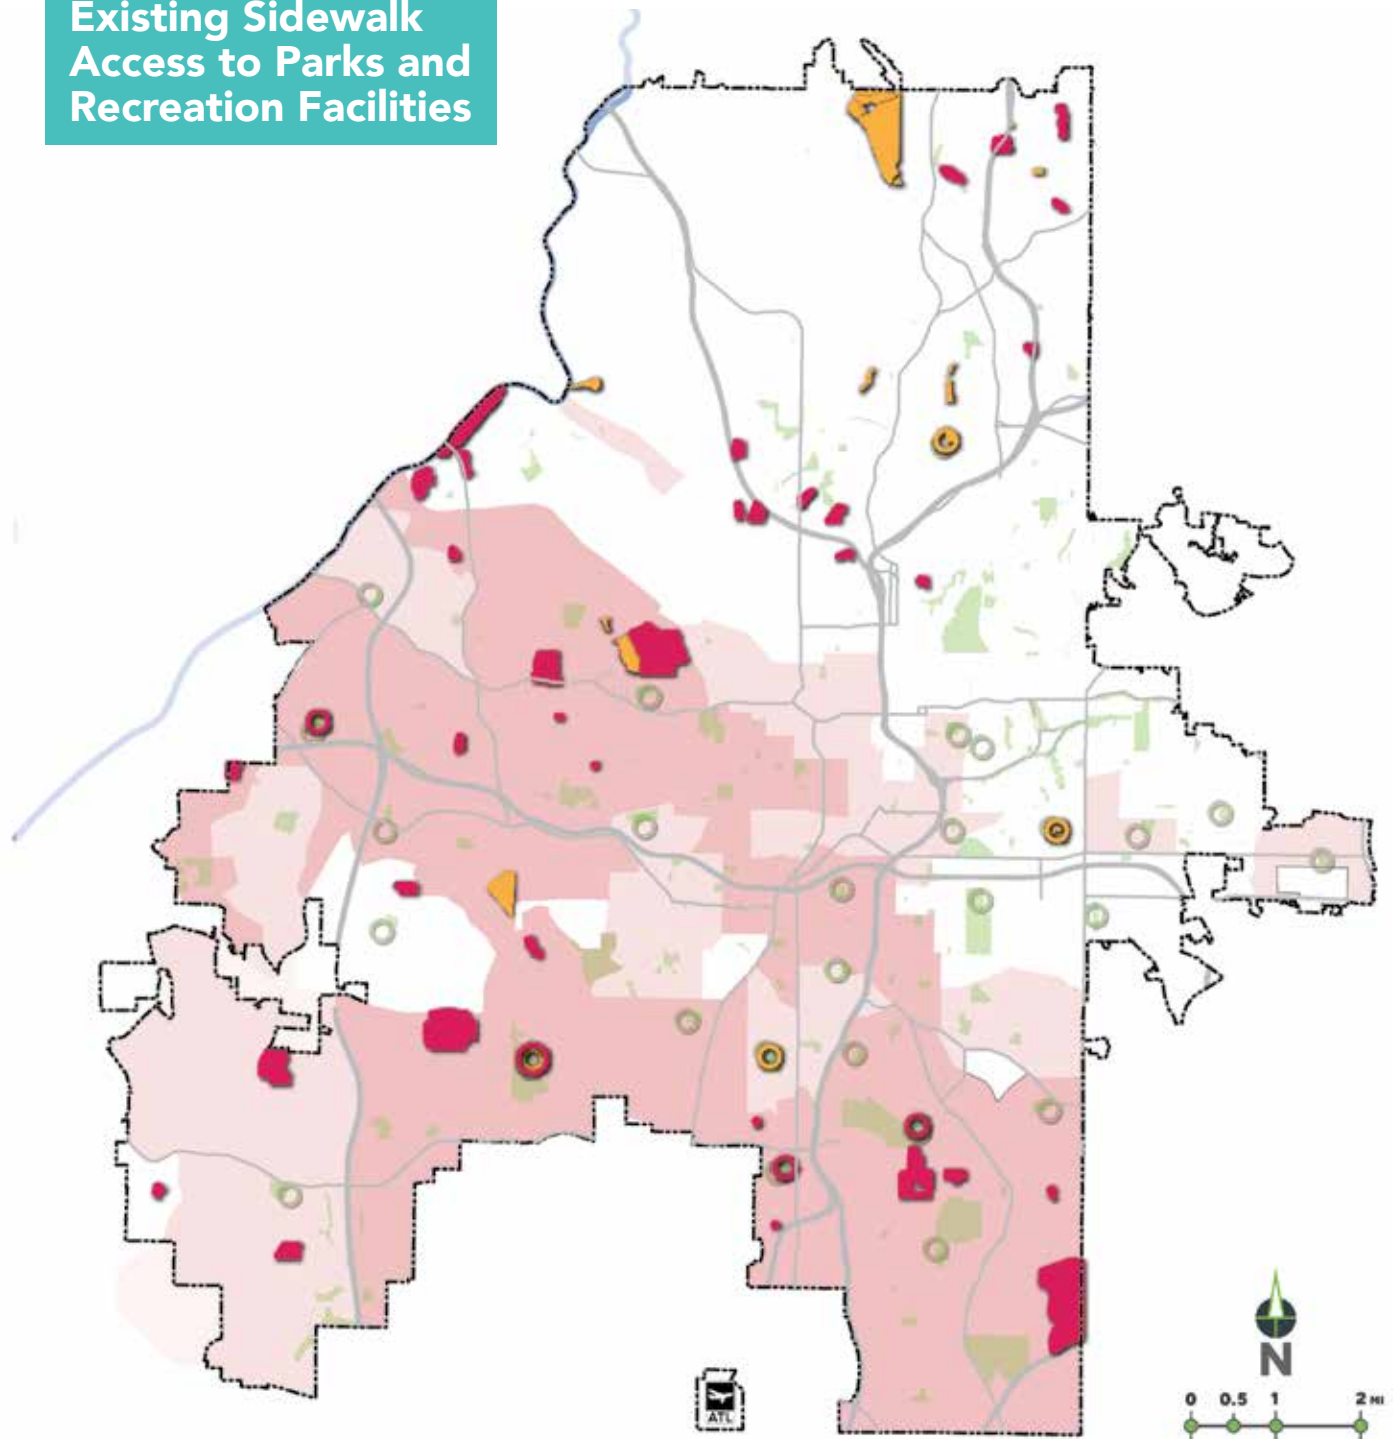 Existing Sidewalk
Access to Parks and
Recreation Facilities
ATL
N
0 0.5 1 2 MI